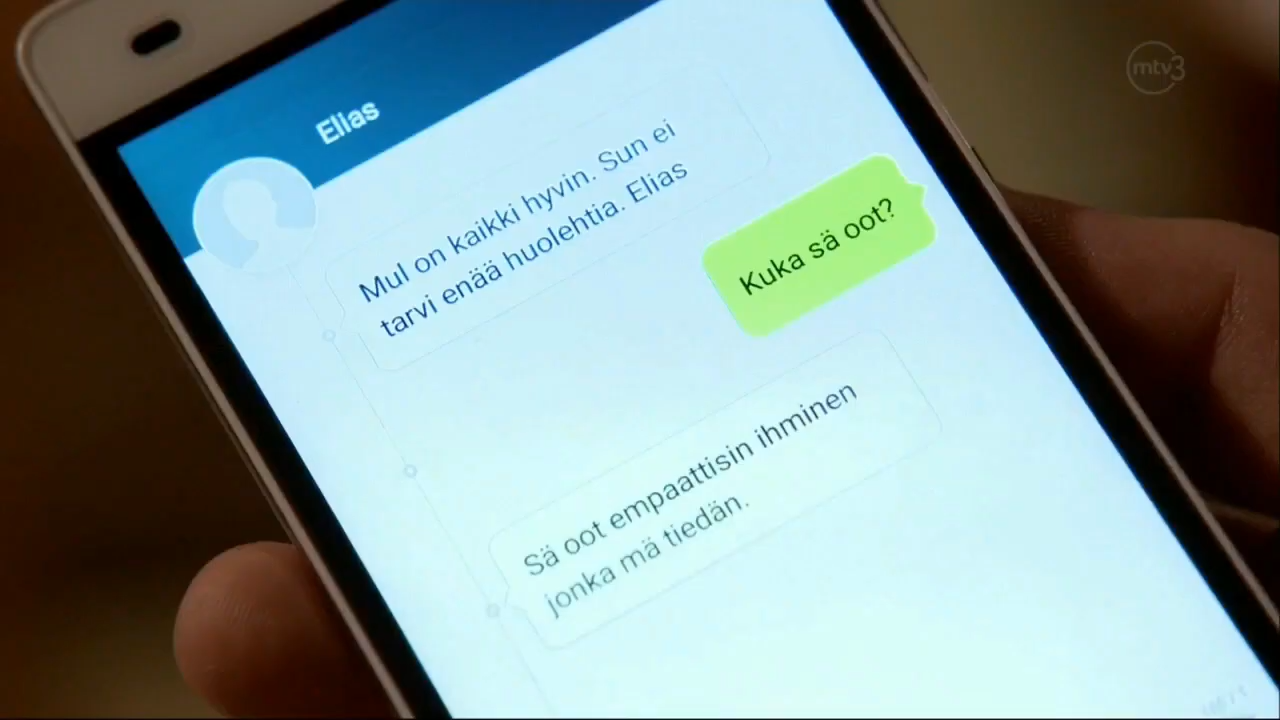 mtv3
Elias
Mul on kaikki hyvin. Sun ei
tarvi enää huolehtia. Elias
Kuka sä oot?
Sä oot empaattisin ihminen
jonka mä tiedän.